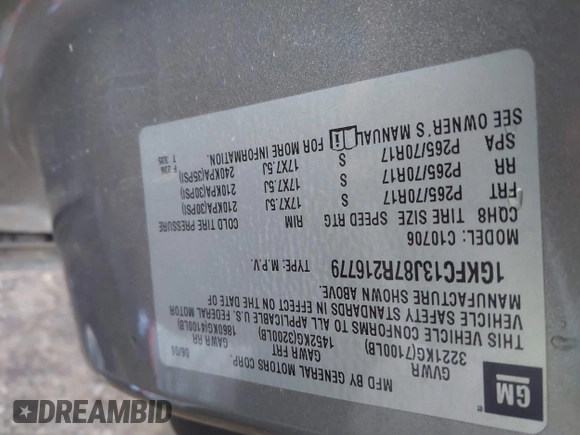 GM
MFD BY GENERAL MOTORS CORP.
06/06
GVWR GAWR FRT GAWR RR
3221KG(7100LB) 1452KG(3200LB) 1860KG(4100LB)
THIS VEHICLE CONFORMS TO ALL APPLICABLE U.S. FEDERAL MOTOR
VEHICLE SAFETY STANDARDS IN EFFECT ON THE DATE OF
MANUFACTURE SHOWN ABOVE.
1GKFC13J87R216779 TYPE: M.P.V.
MODEL: C10706
CQH8 TIRE SIZE SPEED RTG RIM COLD TIRE PRESSURE
FRT P265/70R17 S 17X7.5J 210KPA(30PSI)
RR P265/70R17 S 17X7.5J 210KPA(30PSI)
SPA P265/70R17 S 17X7.5J 240KPA(35PSI)
SEE OWNER'S MANUAL FOR MORE INFORMATION.
F 236
T 335
DREAMBID